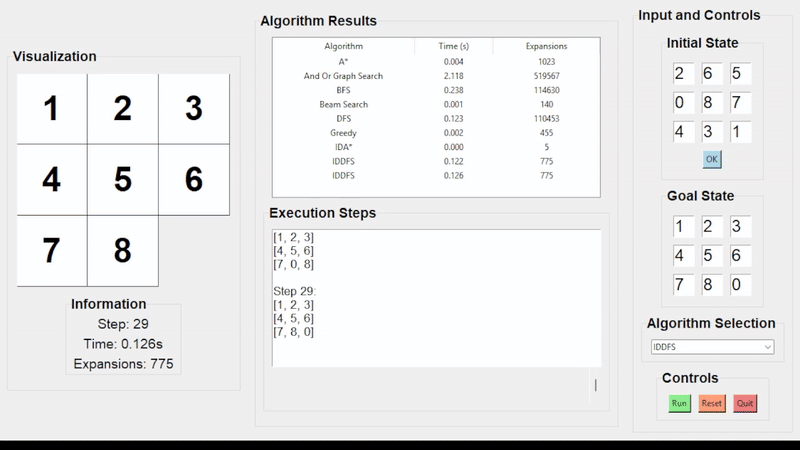 Visualization
1 2 3
4 5 6
7 8
Information
Step: 29
Time: 0.126s
Expansions: 775
Algorithm Results
Algorithm Time (s) Expansions
A* 0.004 1023
And Or Graph Search 2.118 519567
BFS 0.238 114630
Beam Search 0.001 140
DFS 0.123 110453
Greedy 0.002 455
IDA* 0.000 5
IDDFS 0.122 775
IDDFS 0.126 775
Execution Steps
[1, 2, 3]
[4, 5, 6]
[7, 0, 8]
Step 29:
[1, 2, 3]
[4, 5, 6]
[7, 8, 0]
Input and Controls
Initial State
2 6 5
0 8 7
4 3 1
OK
Goal State
1 2 3
4 5 6
7 8 0
Algorithm Selection
IDDFS
Controls
Run Reset Quit